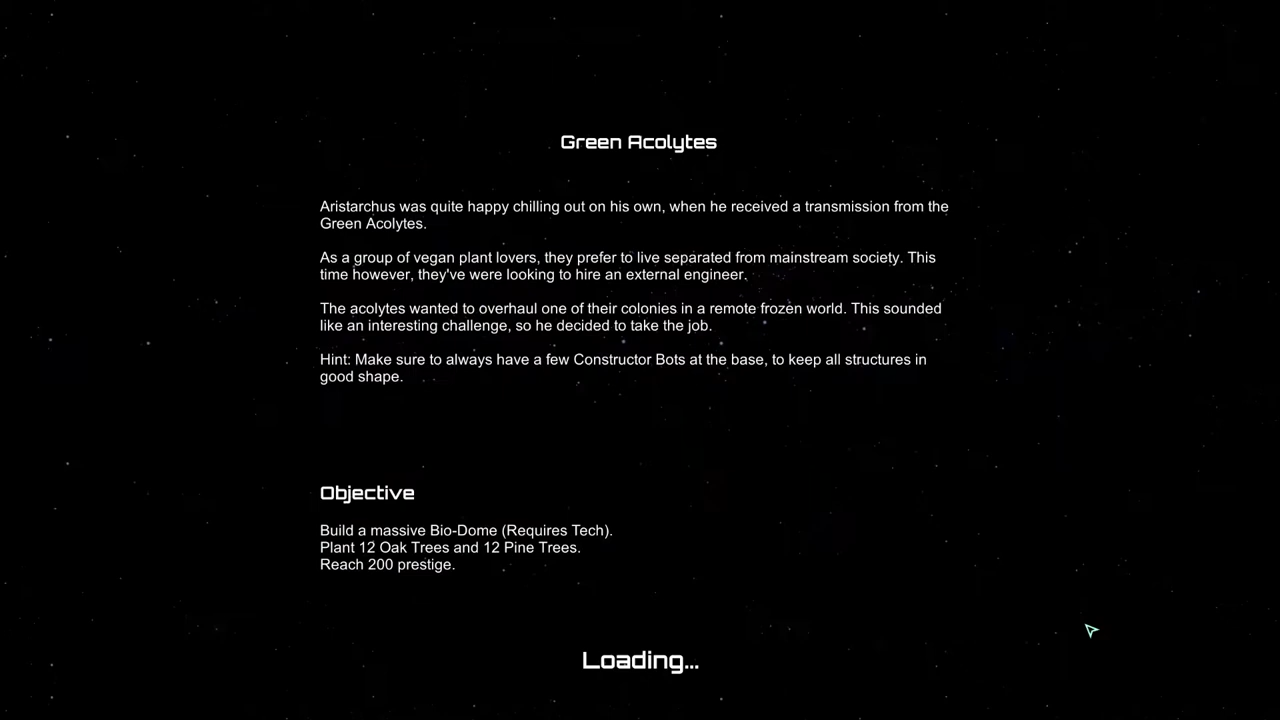 Green Acolytes
Aristarchus was quite happy chilling out on his own, when he received a transmission from the
Green Acolytes.
As a group of vegan plant lovers, they prefer to live separated from mainstream society. This
time however, they've were looking to hire an external engineer.
The acolytes wanted to overhaul one of their colonies in a remote frozen world. This sounded
like an interesting challenge, so he decided to take the job.
Hint: Make sure to always have a few Constructor Bots at the base, to keep all structures in
good shape.
Objective
Build a massive Bio-Dome (Requires Tech).
Plant 12 Oak Trees and 12 Pine Trees.
Reach 200 prestige.
Loading...